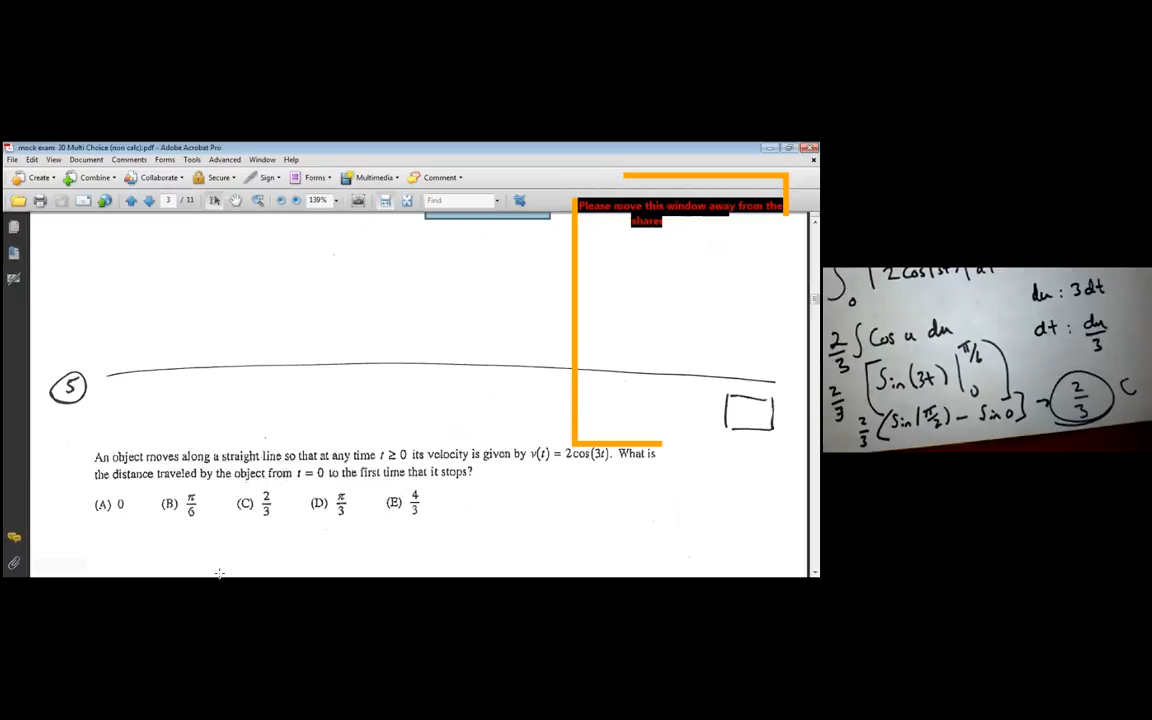 mock exam 30 Multi Choice (non calc).pdf - Adobe Acrobat Pro
File Edit View Document Comments Forms Tools Advanced Window Help
Create Combine Collaborate Secure Sign Forms Multimedia Comment
3 / 11 139% Find
Please move this window away from the
shared
5
An object moves along a straight line so that at any time t ≥ 0 its velocity is given by v(t) = 2cos(3t). What is
the distance traveled by the object from t = 0 to the first time that it stops?
(A) 0 (B) π/6 (C) 2/3 (D) π/3 (E) 4/3
∫0
du : 3dt
2/3 ∫ Cos u du
dt : du/3
2/3 [Sin(3t) |0 π/6
2/3 (Sin(π/2) - Sin 0] → 2/3 C